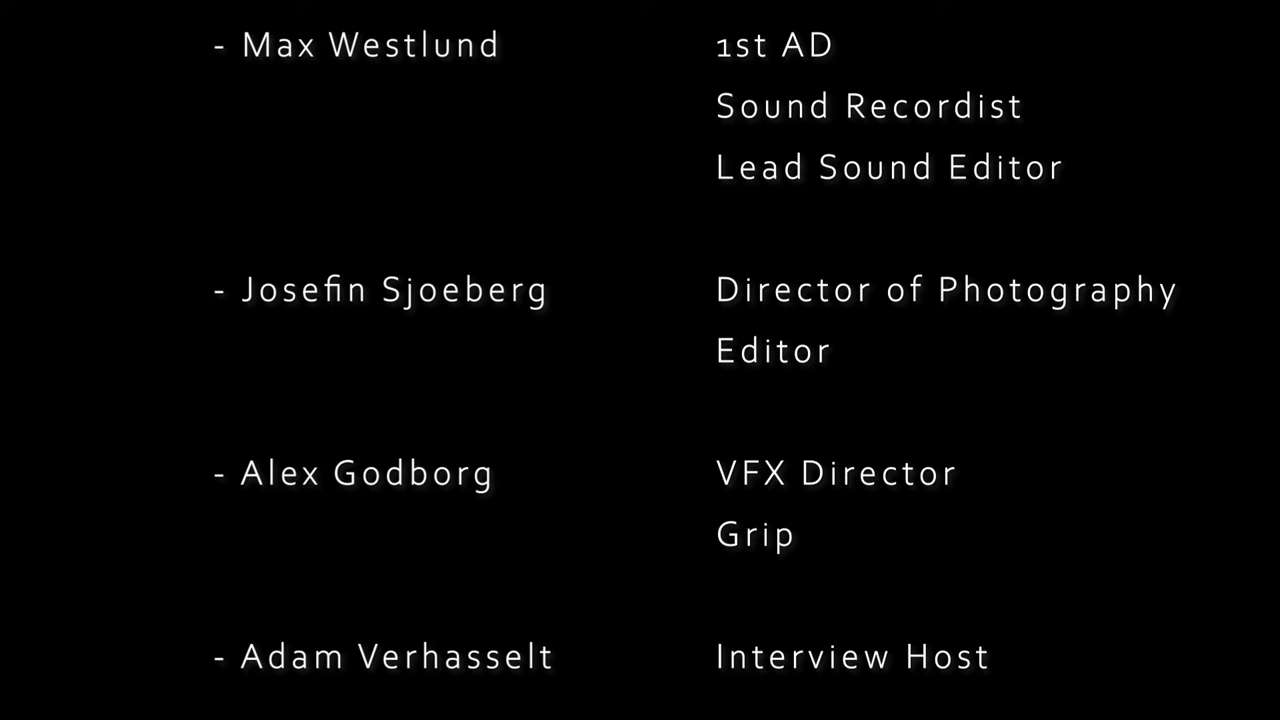 - Max Westlund 1st AD
Sound Recordist
Lead Sound Editor
- Josefin Sjoeberg Director of Photography
Editor
- Alex Godborg VFX Director
Grip
- Adam Verhasselt Interview Host